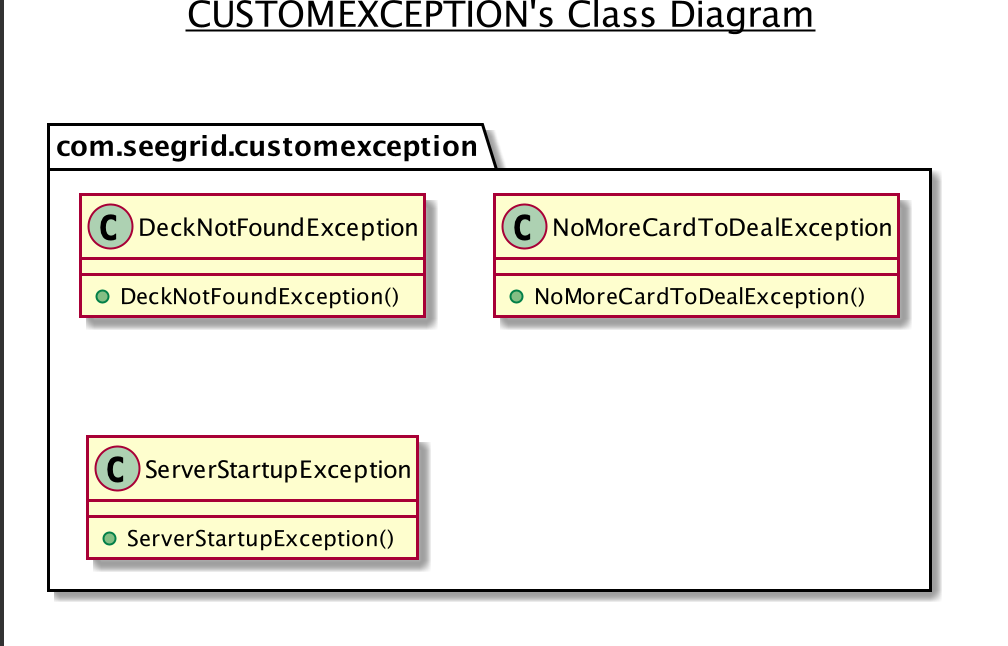 CUSTOMEXCEPTION's Class Diagram
com.seegrid.customexception
C DeckNotFoundException
DeckNotFoundException()
C NoMoreCardToDealException
NoMoreCardToDealException()
C ServerStartupException
ServerStartupException()